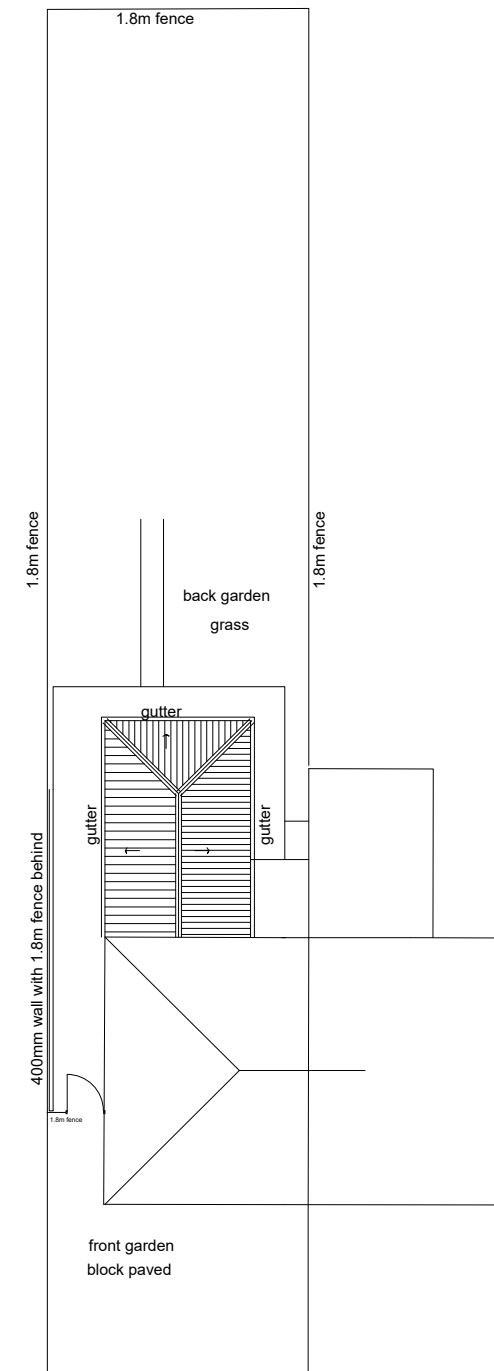 1.8m fence
1.8m fence
1.8m fence
back garden
grass
gutter
gutter
gutter
400mm wall with 1.8m fence behind
1.8m fence
front garden
block paved